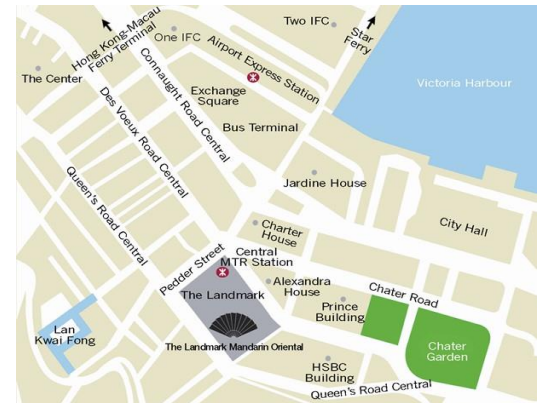 Two IFC
Star
Ferry
One IFC
Hong Kong-Macau
Ferry Terminal
Airport Express Station
The Center
Connaught Road Central
Exchange
Square
Victoria Harbour
Des Voeux Road Central
Bus Terminal
Queen's Road Central
Jardine House
City Hall
Charter
House
Pedder Street
Central
MTR Station
Alexandra
House
The Landmark
Chater Road
Prince
Building
Lan
Kwai Fong
The Landmark Mandarin Oriental
Chater
Garden
HSBC
Building
Queen's Road Central